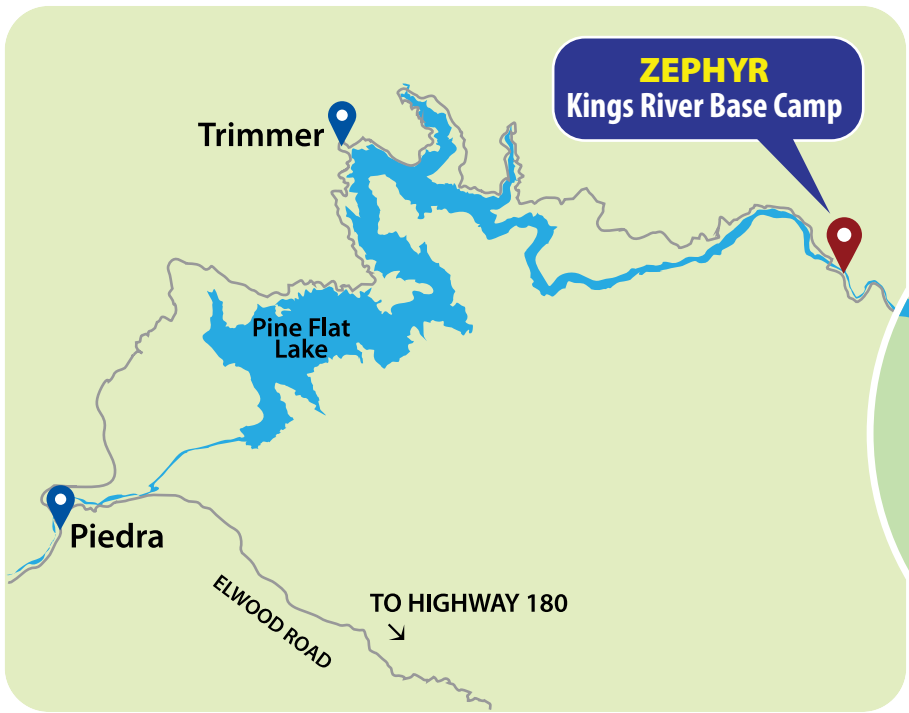 ZEPHYR
Kings River Base Camp
Trimmer
Pine Flat
Lake
Piedra
ELWOOD ROAD
TO HIGHWAY 180